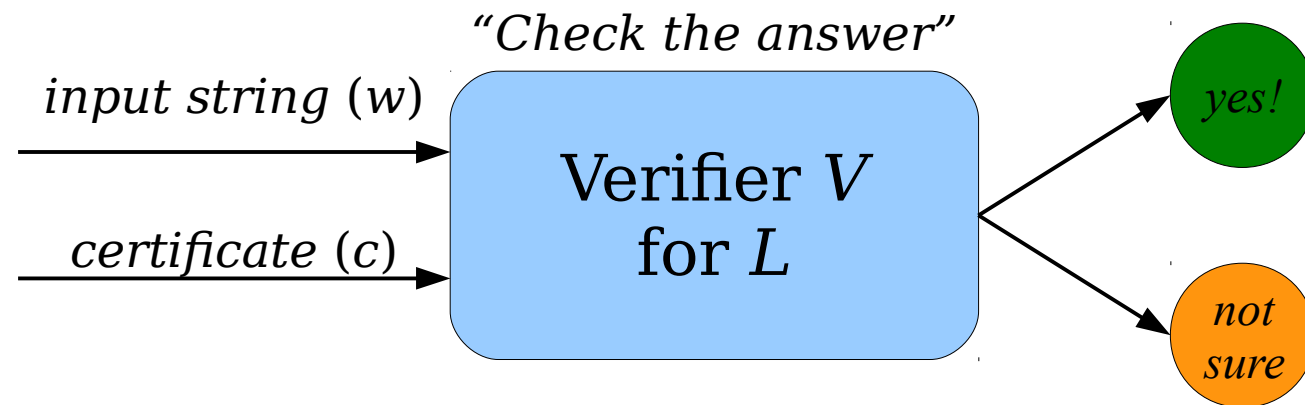 “Check the answer”
input string (w)
certificate (c)
Verifier V
for L
yes!
not
sure